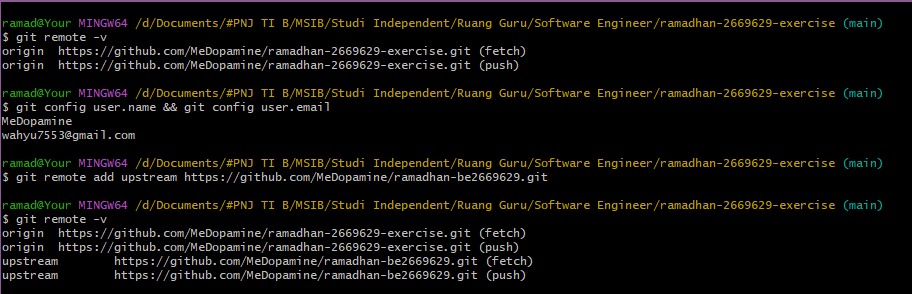 ramad@Your MINGW64 /d/Documents/#PNJ TI B/MSIB/Studi Independent/Ruang Guru/Software Engineer/ramadhan-2669629-exercise (main)
$ git remote -v
origin  https://github.com/MeDopamine/ramadhan-2669629-exercise.git (fetch)
origin  https://github.com/MeDopamine/ramadhan-2669629-exercise.git (push)
ramad@Your MINGW64 /d/Documents/#PNJ TI B/MSIB/Studi Independent/Ruang Guru/Software Engineer/ramadhan-2669629-exercise (main)
$ git config user.name && git config user.email
MeDopamine
wahyu7553@gmail.com
ramad@Your MINGW64 /d/Documents/#PNJ TI B/MSIB/Studi Independent/Ruang Guru/Software Engineer/ramadhan-2669629-exercise (main)
$ git remote add upstream https://github.com/MeDopamine/ramadhan-be2669629.git
ramad@Your MINGW64 /d/Documents/#PNJ TI B/MSIB/Studi Independent/Ruang Guru/Software Engineer/ramadhan-2669629-exercise (main)
$ git remote -v
origin  https://github.com/MeDopamine/ramadhan-2669629-exercise.git (fetch)
origin  https://github.com/MeDopamine/ramadhan-2669629-exercise.git (push)
upstream        https://github.com/MeDopamine/ramadhan-be2669629.git (fetch)
upstream        https://github.com/MeDopamine/ramadhan-be2669629.git (push)